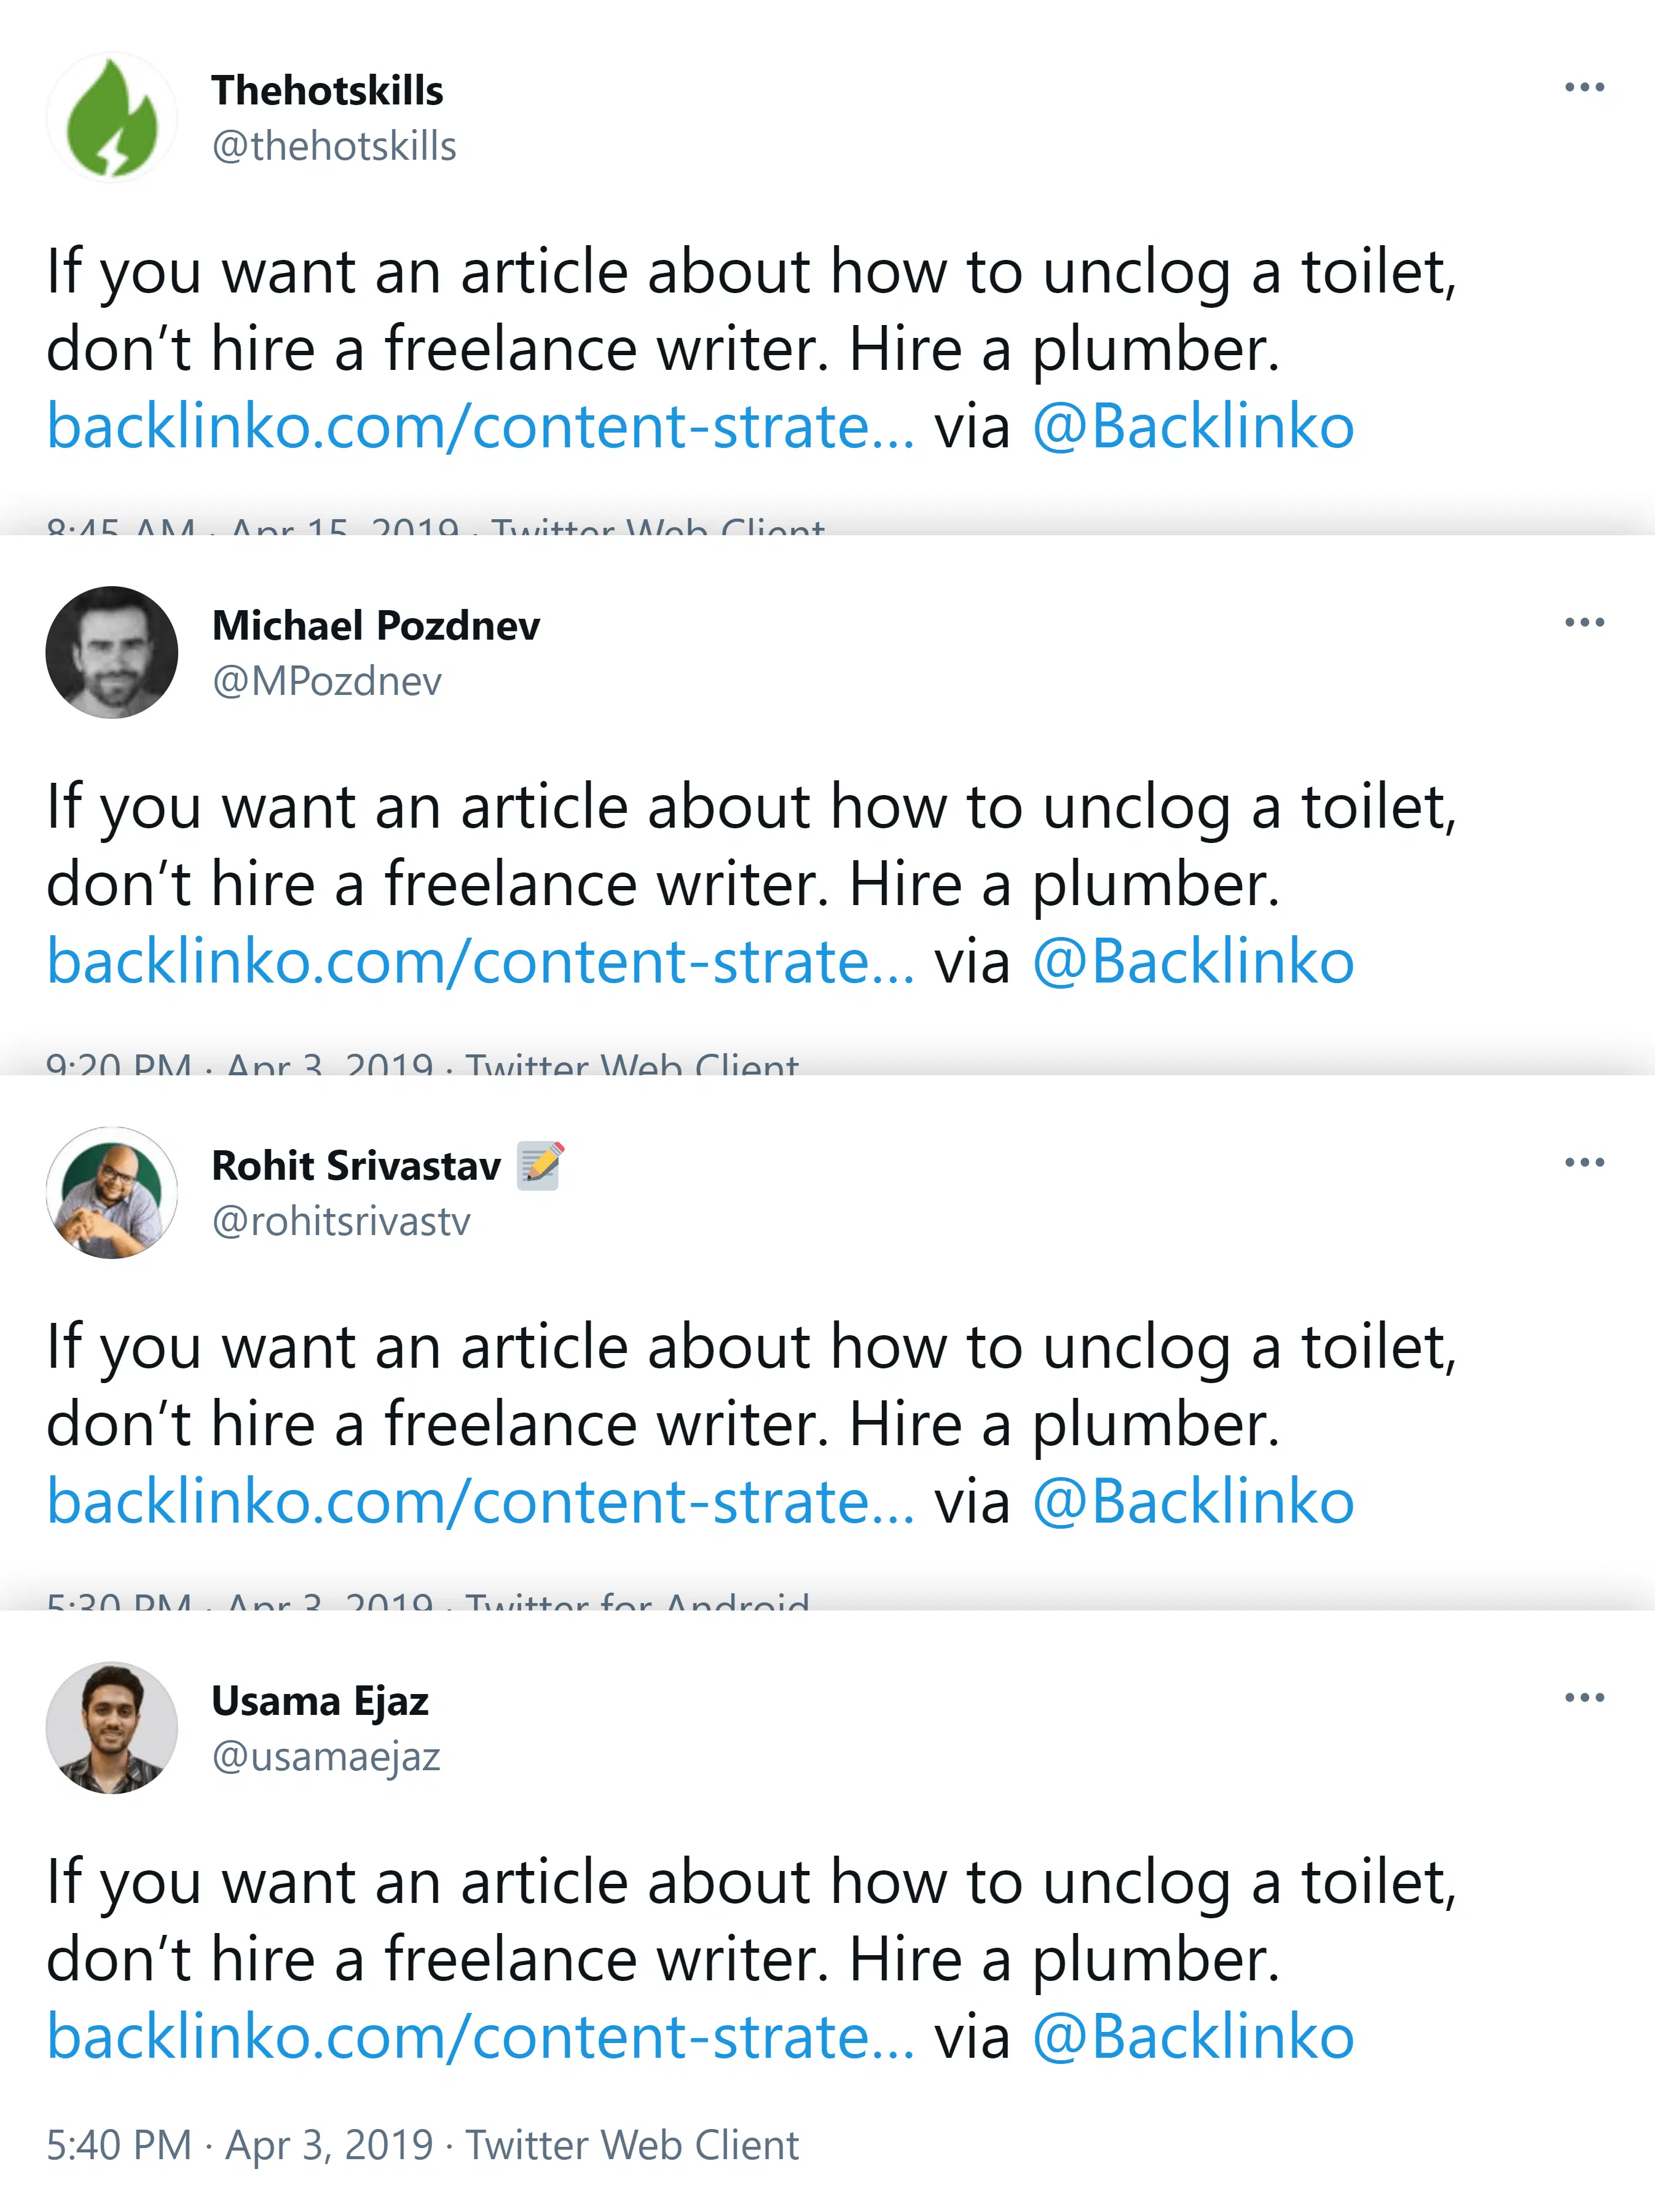 Thehotskills
@thehotskills
If you want an article about how to unclog a toilet,
don’t hire a freelance writer. Hire a plumber.
backlinko.com/content-strate... via @Backlinko
8:45 AM · Apr 15, 2019 · Twitter Web Client
Michael Pozdnev
@MPozdnev
If you want an article about how to unclog a toilet,
don’t hire a freelance writer. Hire a plumber.
backlinko.com/content-strate... via @Backlinko
9:20 PM · Apr 3, 2019 · Twitter Web Client
Rohit Srivastav 📝
@rohitsrivastv
If you want an article about how to unclog a toilet,
don’t hire a freelance writer. Hire a plumber.
backlinko.com/content-strate... via @Backlinko
5:30 PM · Apr 3, 2019 · Twitter for Android
Usama Ejaz
@usamaejaz
If you want an article about how to unclog a toilet,
don’t hire a freelance writer. Hire a plumber.
backlinko.com/content-strate... via @Backlinko
5:40 PM · Apr 3, 2019 · Twitter Web Client